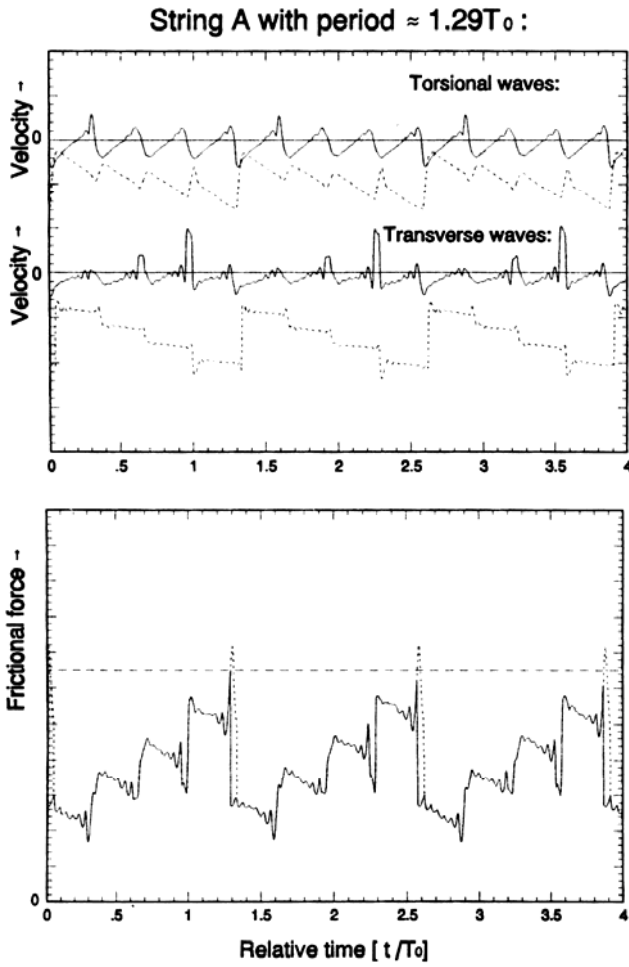 String A with period ≈ 1.29T₀ :
Torsional waves:
Velocity →
0
Transverse waves:
Velocity →
0
0 .5 1 1.5 2 2.5 3 3.5 4
Frictional force →
0
0 .5 1 1.5 2 2.5 3 3.5 4
Relative time [ t /T₀]